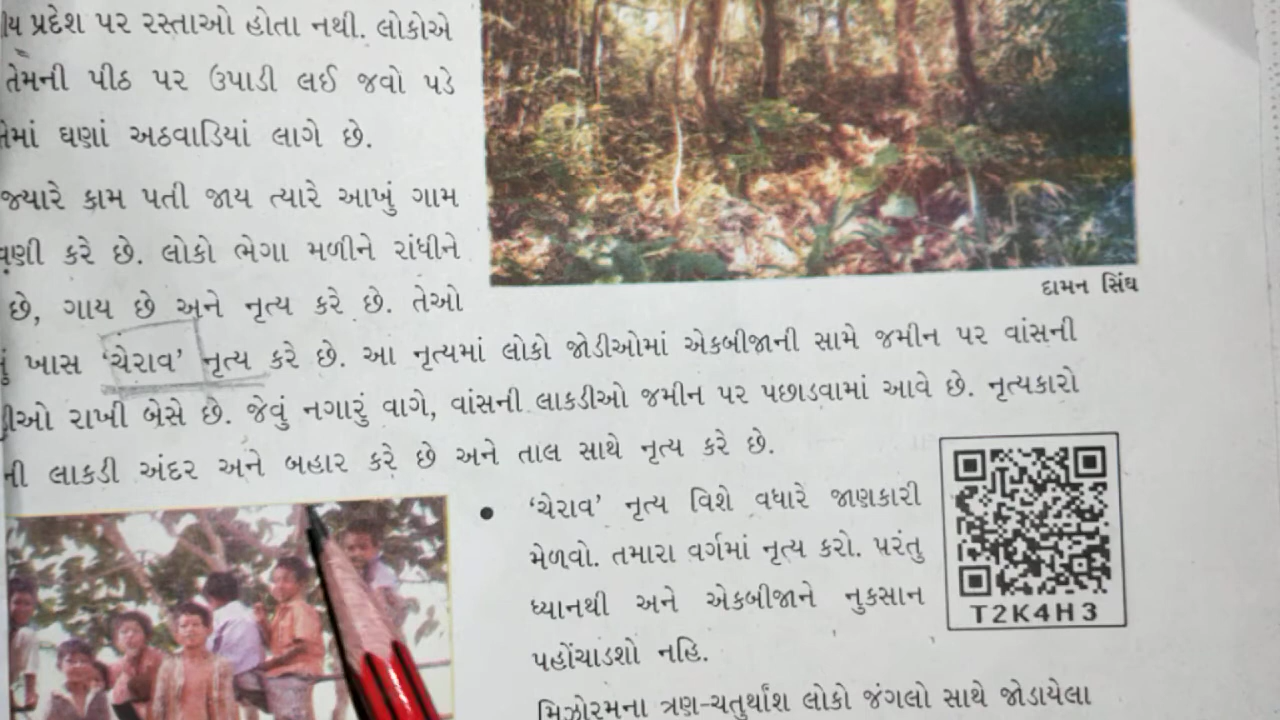 પ્રદેશ પર રસ્તાઓ હોતા નથી. લોકોએ
તેમની પીઠ પર ઉપાડી લઈ જવો પડે
તેમાં ઘણાં અઠવાડિયાં લાગે છે.
જ્યારે કામ પતી જાય ત્યારે આખું ગામ
કરે છે. લોકો ભેગા મળીને રાંધીને
છે, ગાય છે અને નૃત્ય કરે છે. તેઓ
ખાસ ‘ચેરાવ’ નૃત્ય કરે છે. આ નૃત્યમાં લોકો જોડીઓમાં એકબીજાની સામે જમીન પર વાંસની
રાખી બેસે છે. જેવું નગારું વાગે, વાંસની લાકડીઓ જમીન પર પછાડવામાં આવે છે. નૃત્યકારો
લાકડી અંદર અને બહાર કરે છે અને તાલ સાથે નૃત્ય કરે છે.
દામન સિંઘ
• ‘ચેરાવ’ નૃત્ય વિશે વધારે જાણકારી
મેળવો. તમારા વર્ગમાં નૃત્ય કરો. પરંતુ
ધ્યાનથી અને એકબીજાને નુકસાન
પહોંચાડશો નહિ.
મિઝોરમના ત્રણ-ચતુર્થાંશ લોકો જંગલો સાથે જોડાયેલા
T2K4H3